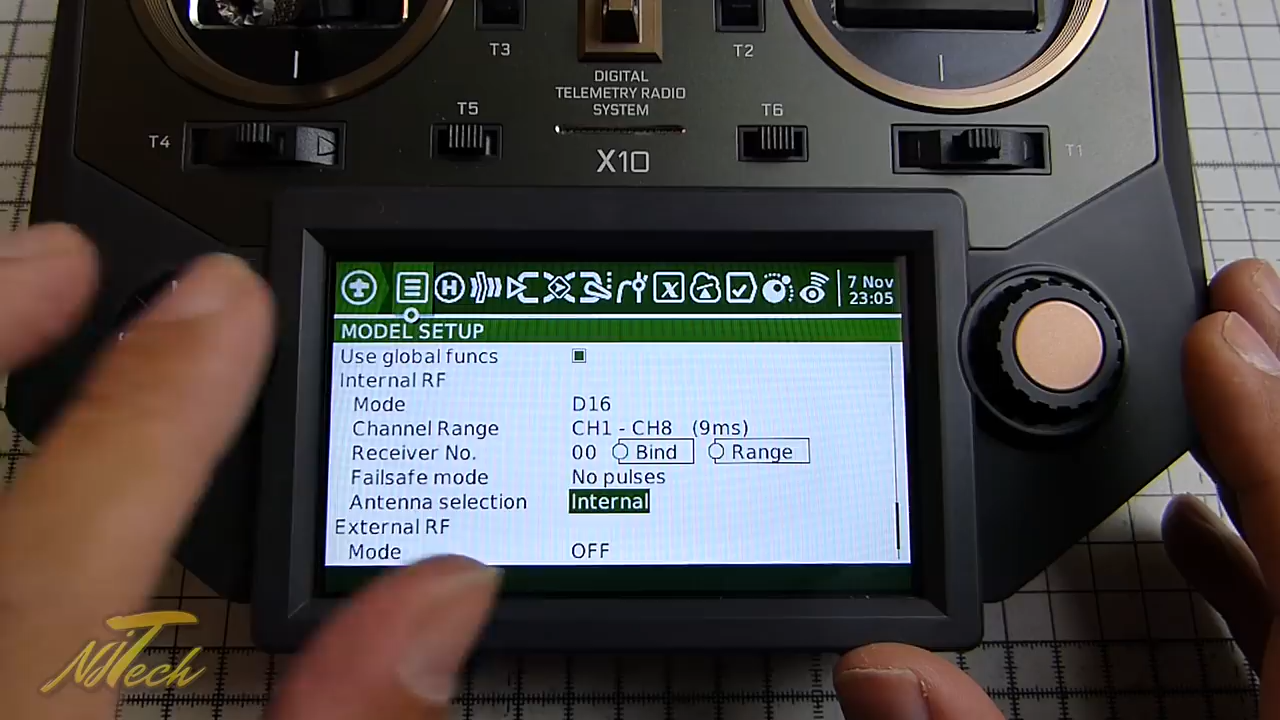 T3
T2
DIGITAL
TELEMETRY RADIO
SYSTEM
T5
T6
T4
T1
X10
H
X
7 Nov
23:05
MODEL SETUP
Use global funcs
Internal RF
Mode D16
Channel Range CH1 - CH8 (9ms)
Receiver No. 00 Bind Range
Failsafe mode No pulses
Antenna selection Internal
External RF
Mode OFF
NJTech